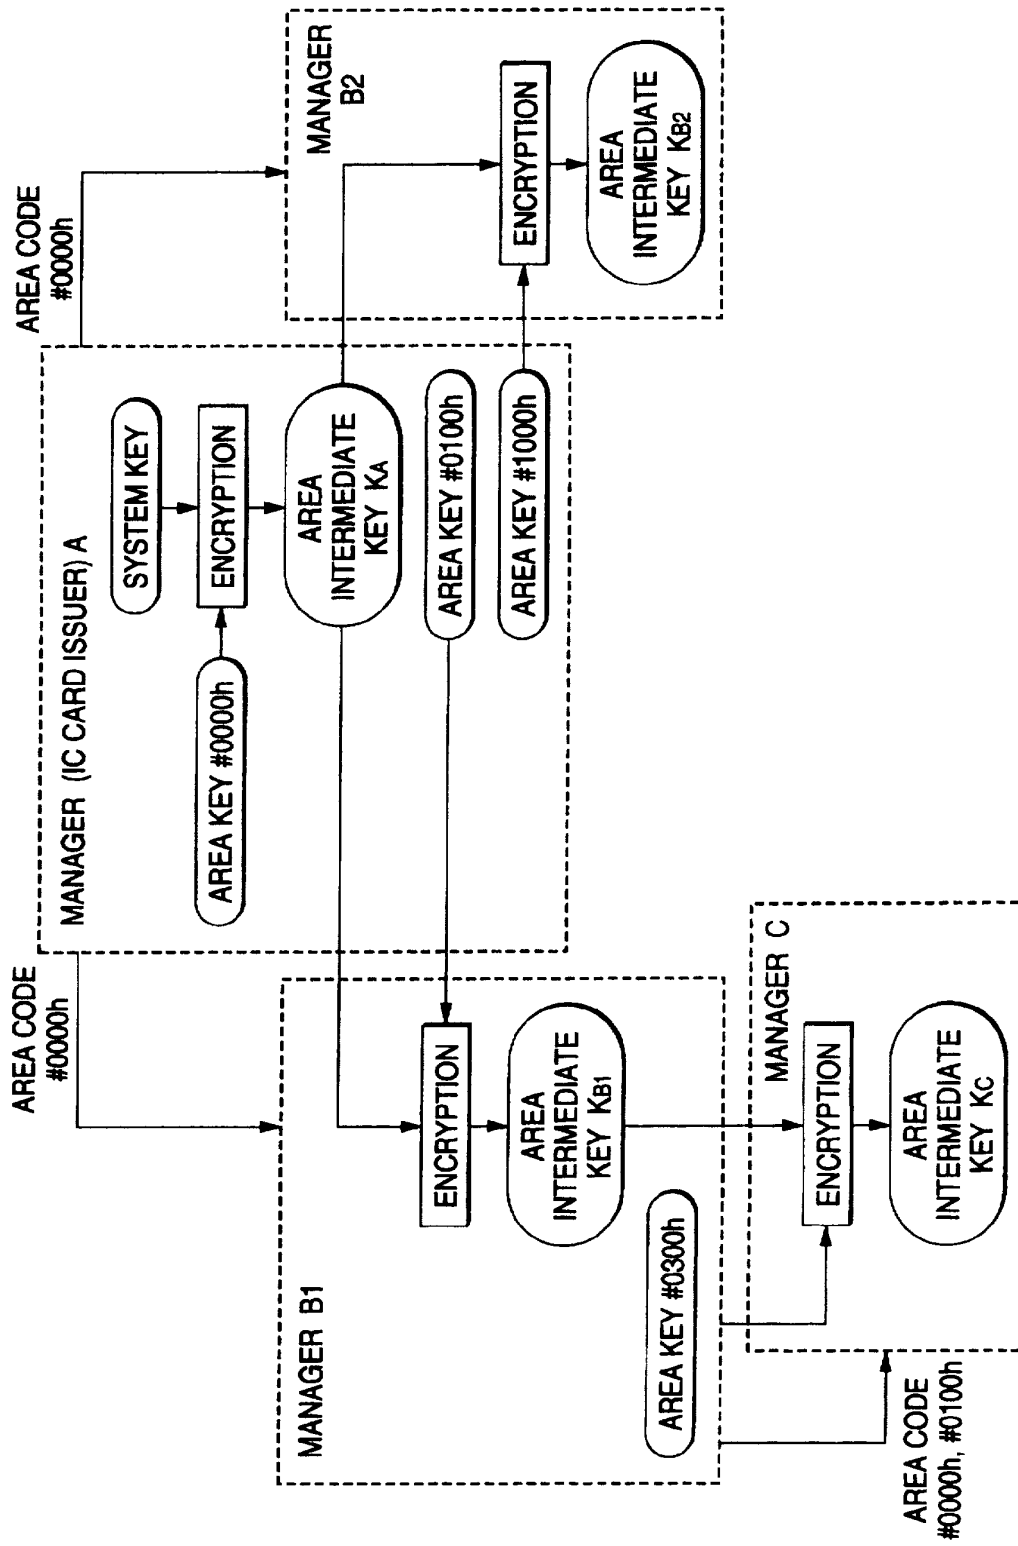 AREA CODE
#0000h
AREA CODE
#0000h
MANAGER (IC CARD ISSUER) A
SYSTEM KEY
AREA KEY #0000h
ENCRYPTION
AREA
INTERMEDIATE
KEY KA
AREA KEY #0100h
AREA KEY #1000h
MANAGER
B2
ENCRYPTION
AREA
INTERMEDIATE
KEY KB2
MANAGER B1
ENCRYPTION
AREA
INTERMEDIATE
KEY KB1
AREA KEY #0300h
MANAGER C
ENCRYPTION
AREA
INTERMEDIATE
KEY KC
AREA CODE
#0000h, #0100h